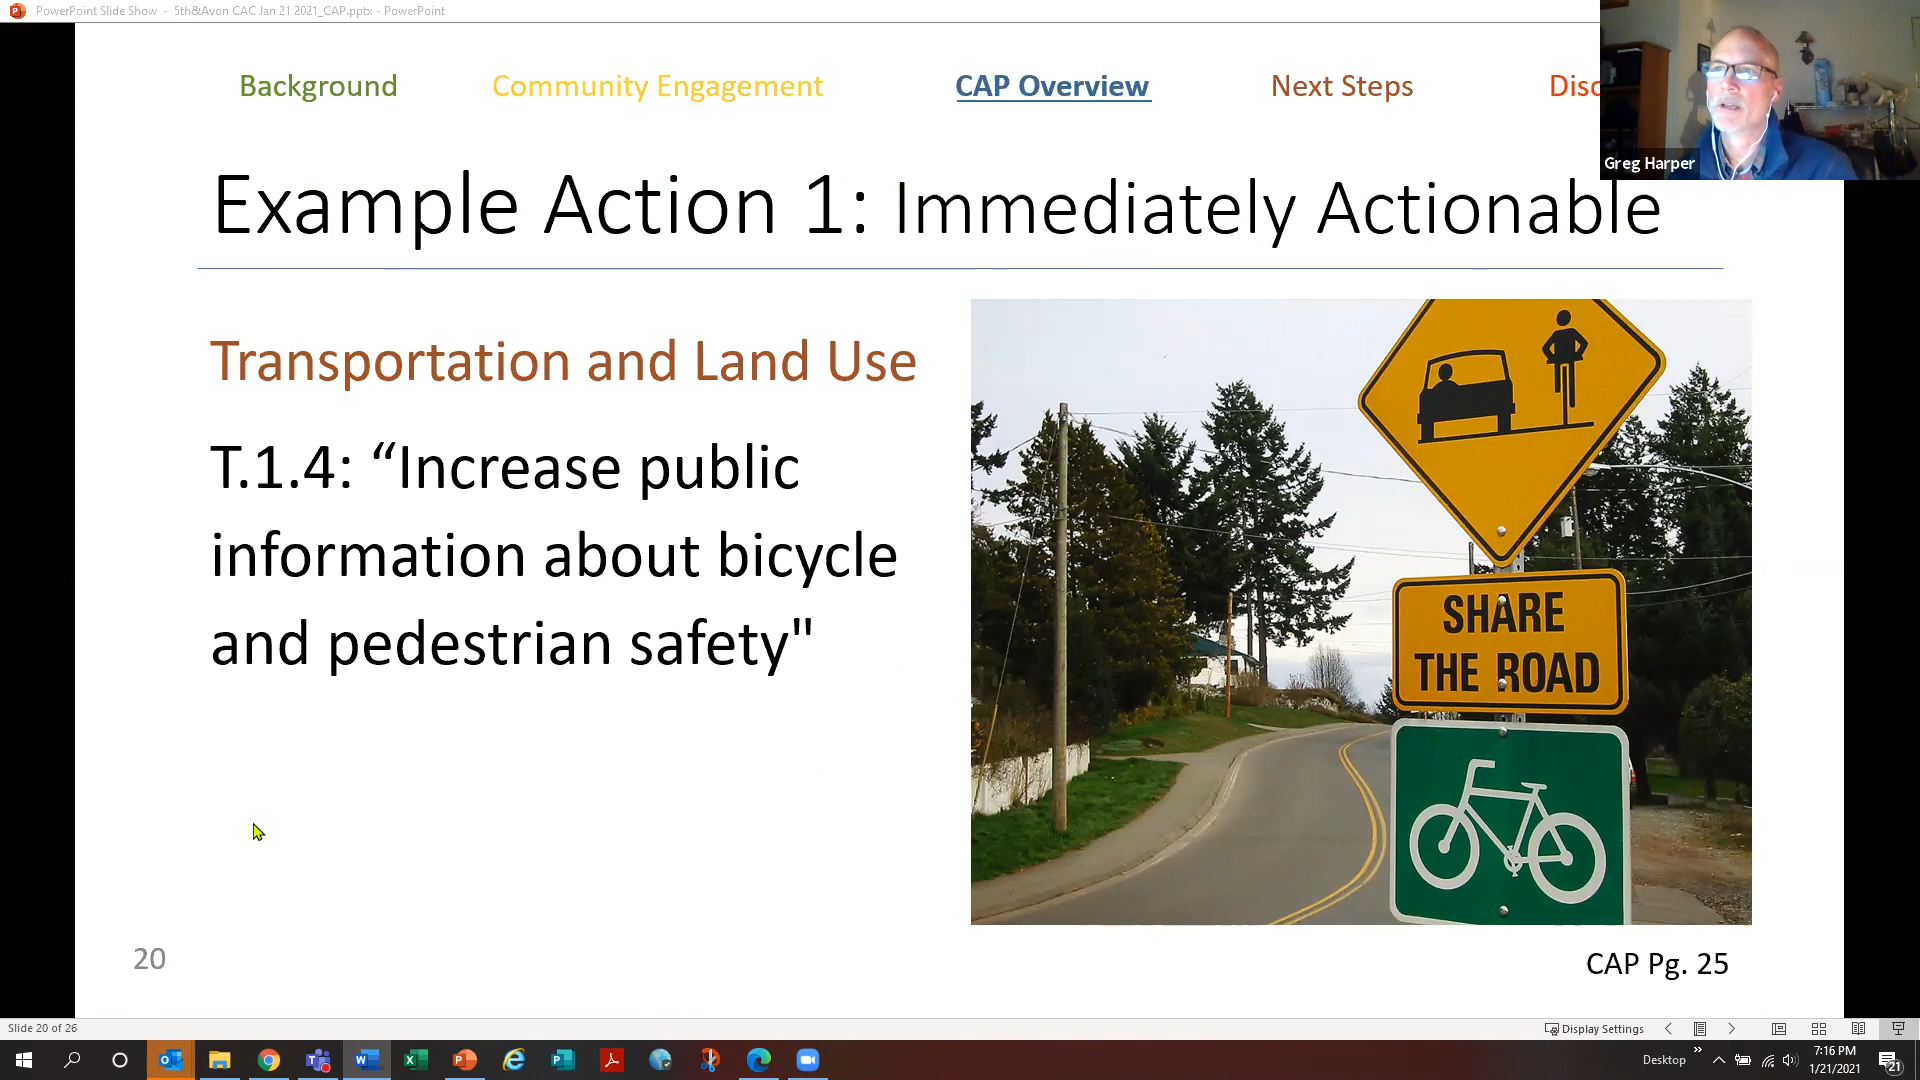 PowerPoint Slide Show - 5th&Avon CAC Jan 21 2021_CAP.pptx - PowerPoint
Background
Community Engagement
CAP Overview
Next Steps
Disc
Greg Harper
Example Action 1: Immediately Actionable
Transportation and Land Use
T.1.4: “Increase public
information about bicycle
and pedestrian safety"
SHARE
THE ROAD
20
CAP Pg. 25
Slide 20 of 26
Display Settings
Desktop
7:16 PM
1/21/2021
21